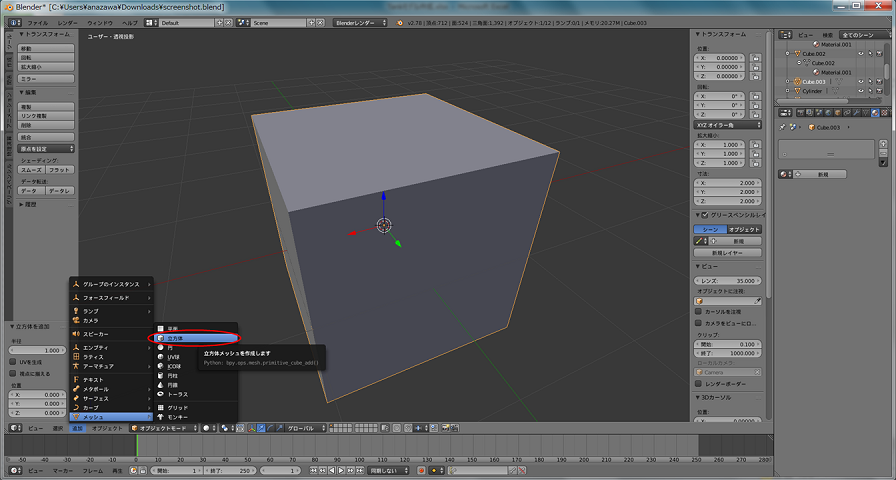 Blender* [C:¥Users¥anazawa¥Downloads¥screenshot.blend]
ファイル レンダー ウィンドウ ヘルプ Default Scene Blenderレンダー v2.78 | 頂点:712 | 面:524 | 三角面:1,392 | オブジェクト:1/12 | ランプ:0/1 | メモリ:20.27M | Cube.003
▼トランスフォーム
移動
回転
拡大縮小
ミラー
▼編集
複製
リンク複製
削除
統合
原点を設定
シェーディング:
スムーズ フラット
データ転送:
データ データレ
▶履歴
▼立方体を追加
半径
1.000
UVを生成
視点に揃える
位置
X: 0.000
Y: 0.000
Z: 0.000
ユーザー・透視投影
グループのインスタンス
フォースフィールド
ランプ
カメラ
スピーカー
エンプティ
ラティス
アーマチュア
テキスト
メタボール
サーフェス
カーブ
メッシュ
平面
立方体
円
UV球
ICO球
円柱
円錐
トーラス
グリッド
モンキー
立方体メッシュを作成します
Python: bpy.ops.mesh.primitive_cube_add()
▼トランスフォーム
位置:
X: 0.00000
Y: 0.00000
Z: 0.00000
回転:
X: 0°
Y: 0°
Z: 0°
XYZ オイラー角
拡大縮小:
X: 1.000
Y: 1.000
Z: 1.000
寸法:
X: 2.000
Y: 2.000
Z: 2.000
▼グリースペンシルレイ
シーン オブジェクト
新規
新規レイヤー
▼ビュー
レンズ: 35.000
オブジェクトに注視:
カーソルを注視
カメラをビューにロ...
クリップ:
開始: 0.100
終了: 1000.000
ローカルカメラ:
Camera
レンダーボーダー
▼3Dカーソル
位置:
X: 0.00000
ビュー 検索 全てのシーン
Material.001
Cube.002
Cube.002
Material.001
Cube.003
Cylinder
Cube.003
新規
ビュー 選択 追加 オブジェクト オブジェクトモード グローバル
-50 -40 -30 -20 -10 0 10 20 30 40 50 60 70 80 90 100 110 120 130 140 150 160 170 180 190 200 210 220 230 240 250 260 270 280
ビュー マーカー フレーム 再生 開始: 1 終了: 250 1 同期しない